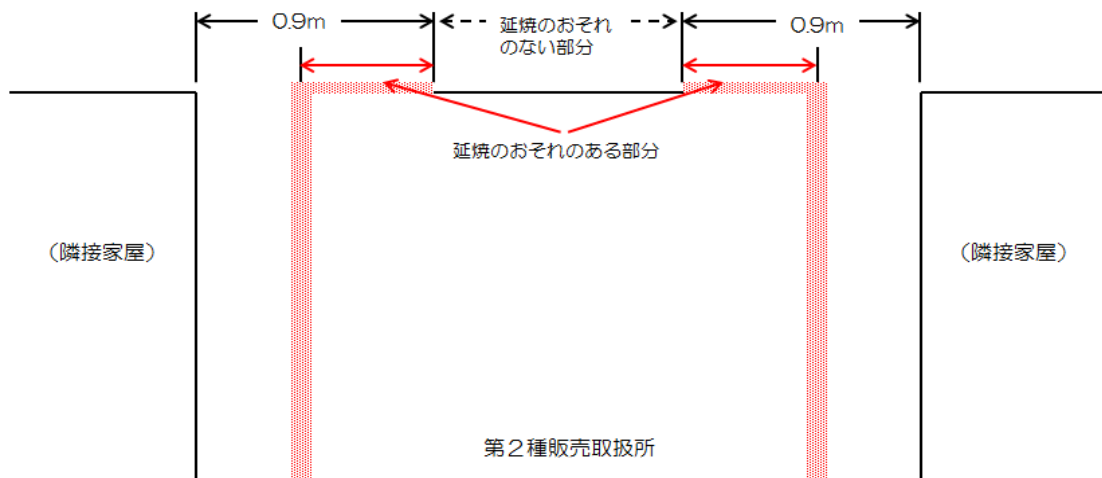 0.9m
延焼のおそれ
のない部分
0.9m
延焼のおそれのある部分
（隣接家屋）
（隣接家屋）
第２種販売取扱所